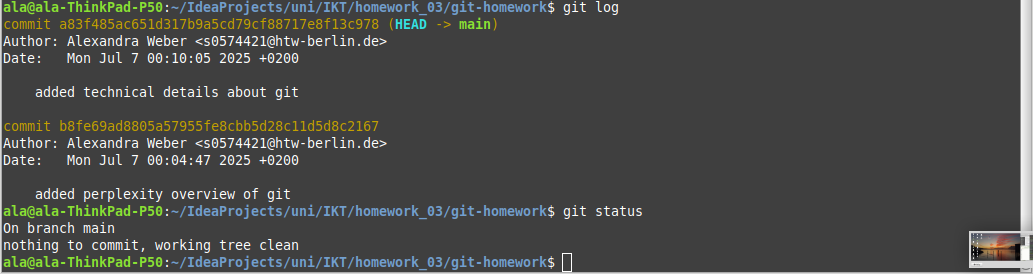 ala@ala-ThinkPad-P50:~/IdeaProjects/uni/IKT/homework_03/git-homework$ git log
commit a83f485ac651d317b9a5cd79cf88717e8f13c978 (HEAD -> main)
Author: Alexandra Weber <s0574421@htw-berlin.de>
Date:   Mon Jul 7 00:10:05 2025 +0200

    added technical details about git

commit b8fe69ad8805a57955fe8cbb5d28c11d5d8c2167
Author: Alexandra Weber <s0574421@htw-berlin.de>
Date:   Mon Jul 7 00:04:47 2025 +0200

    added perplexity overview of git
ala@ala-ThinkPad-P50:~/IdeaProjects/uni/IKT/homework_03/git-homework$ git status
On branch main
nothing to commit, working tree clean
ala@ala-ThinkPad-P50:~/IdeaProjects/uni/IKT/homework_03/git-homework$